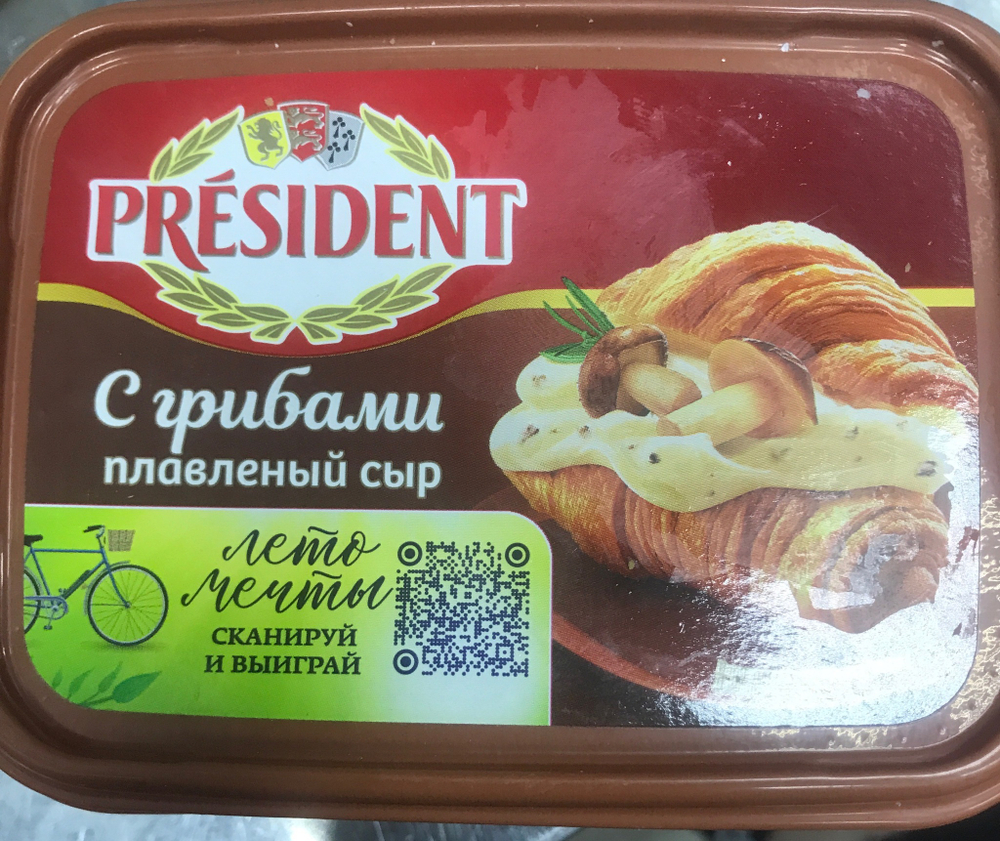 PRÉSIDENT
С грибами
плавленый сыр
лето
мечты
СКАНИРУЙ
И ВЫИГРАЙ